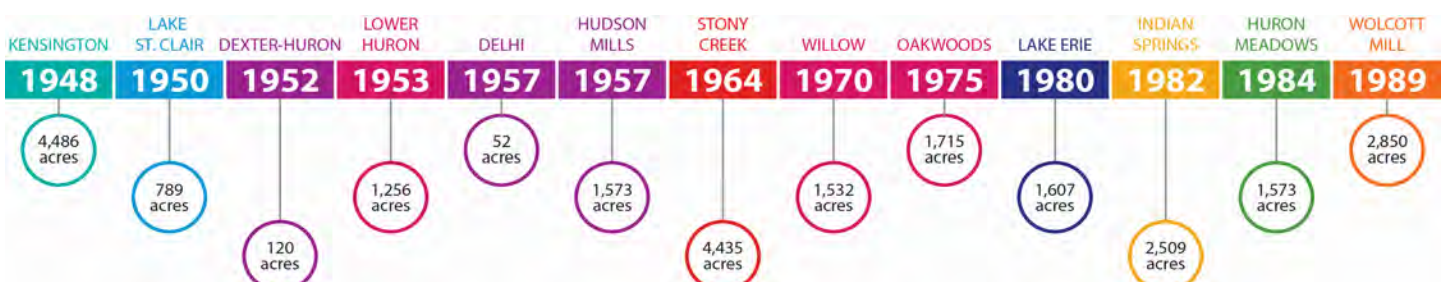 KENSINGTON
1948
4,486
acres
LAKE
ST. CLAIR
1950
789
acres
DEXTER-HURON
1952
120
acres
LOWER
HURON
1953
1,256
acres
DELHI
1957
52
acres
HUDSON
MILLS
1957
1,573
acres
STONY
CREEK
1964
4,435
acres
WILLOW
1970
1,532
acres
OAKWOODS
1975
1,715
acres
LAKE ERIE
1980
1,607
acres
INDIAN
SPRINGS
1982
2,509
acres
HURON
MEADOWS
1984
1,573
acres
WOLCOTT
MILL
1989
2,850
acres